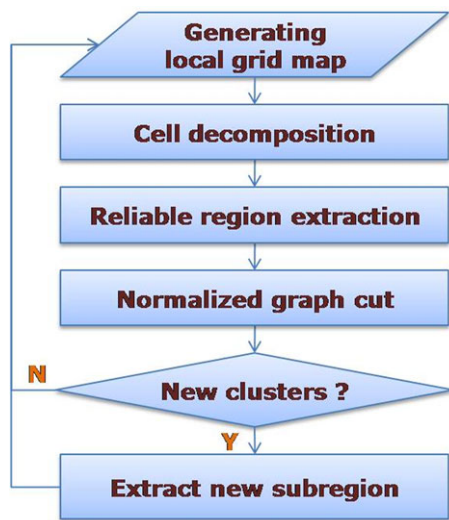 Generating
local grid map
Cell decomposition
Reliable region extraction
Normalized graph cut
N
New clusters ?
Y
Extract new subregion